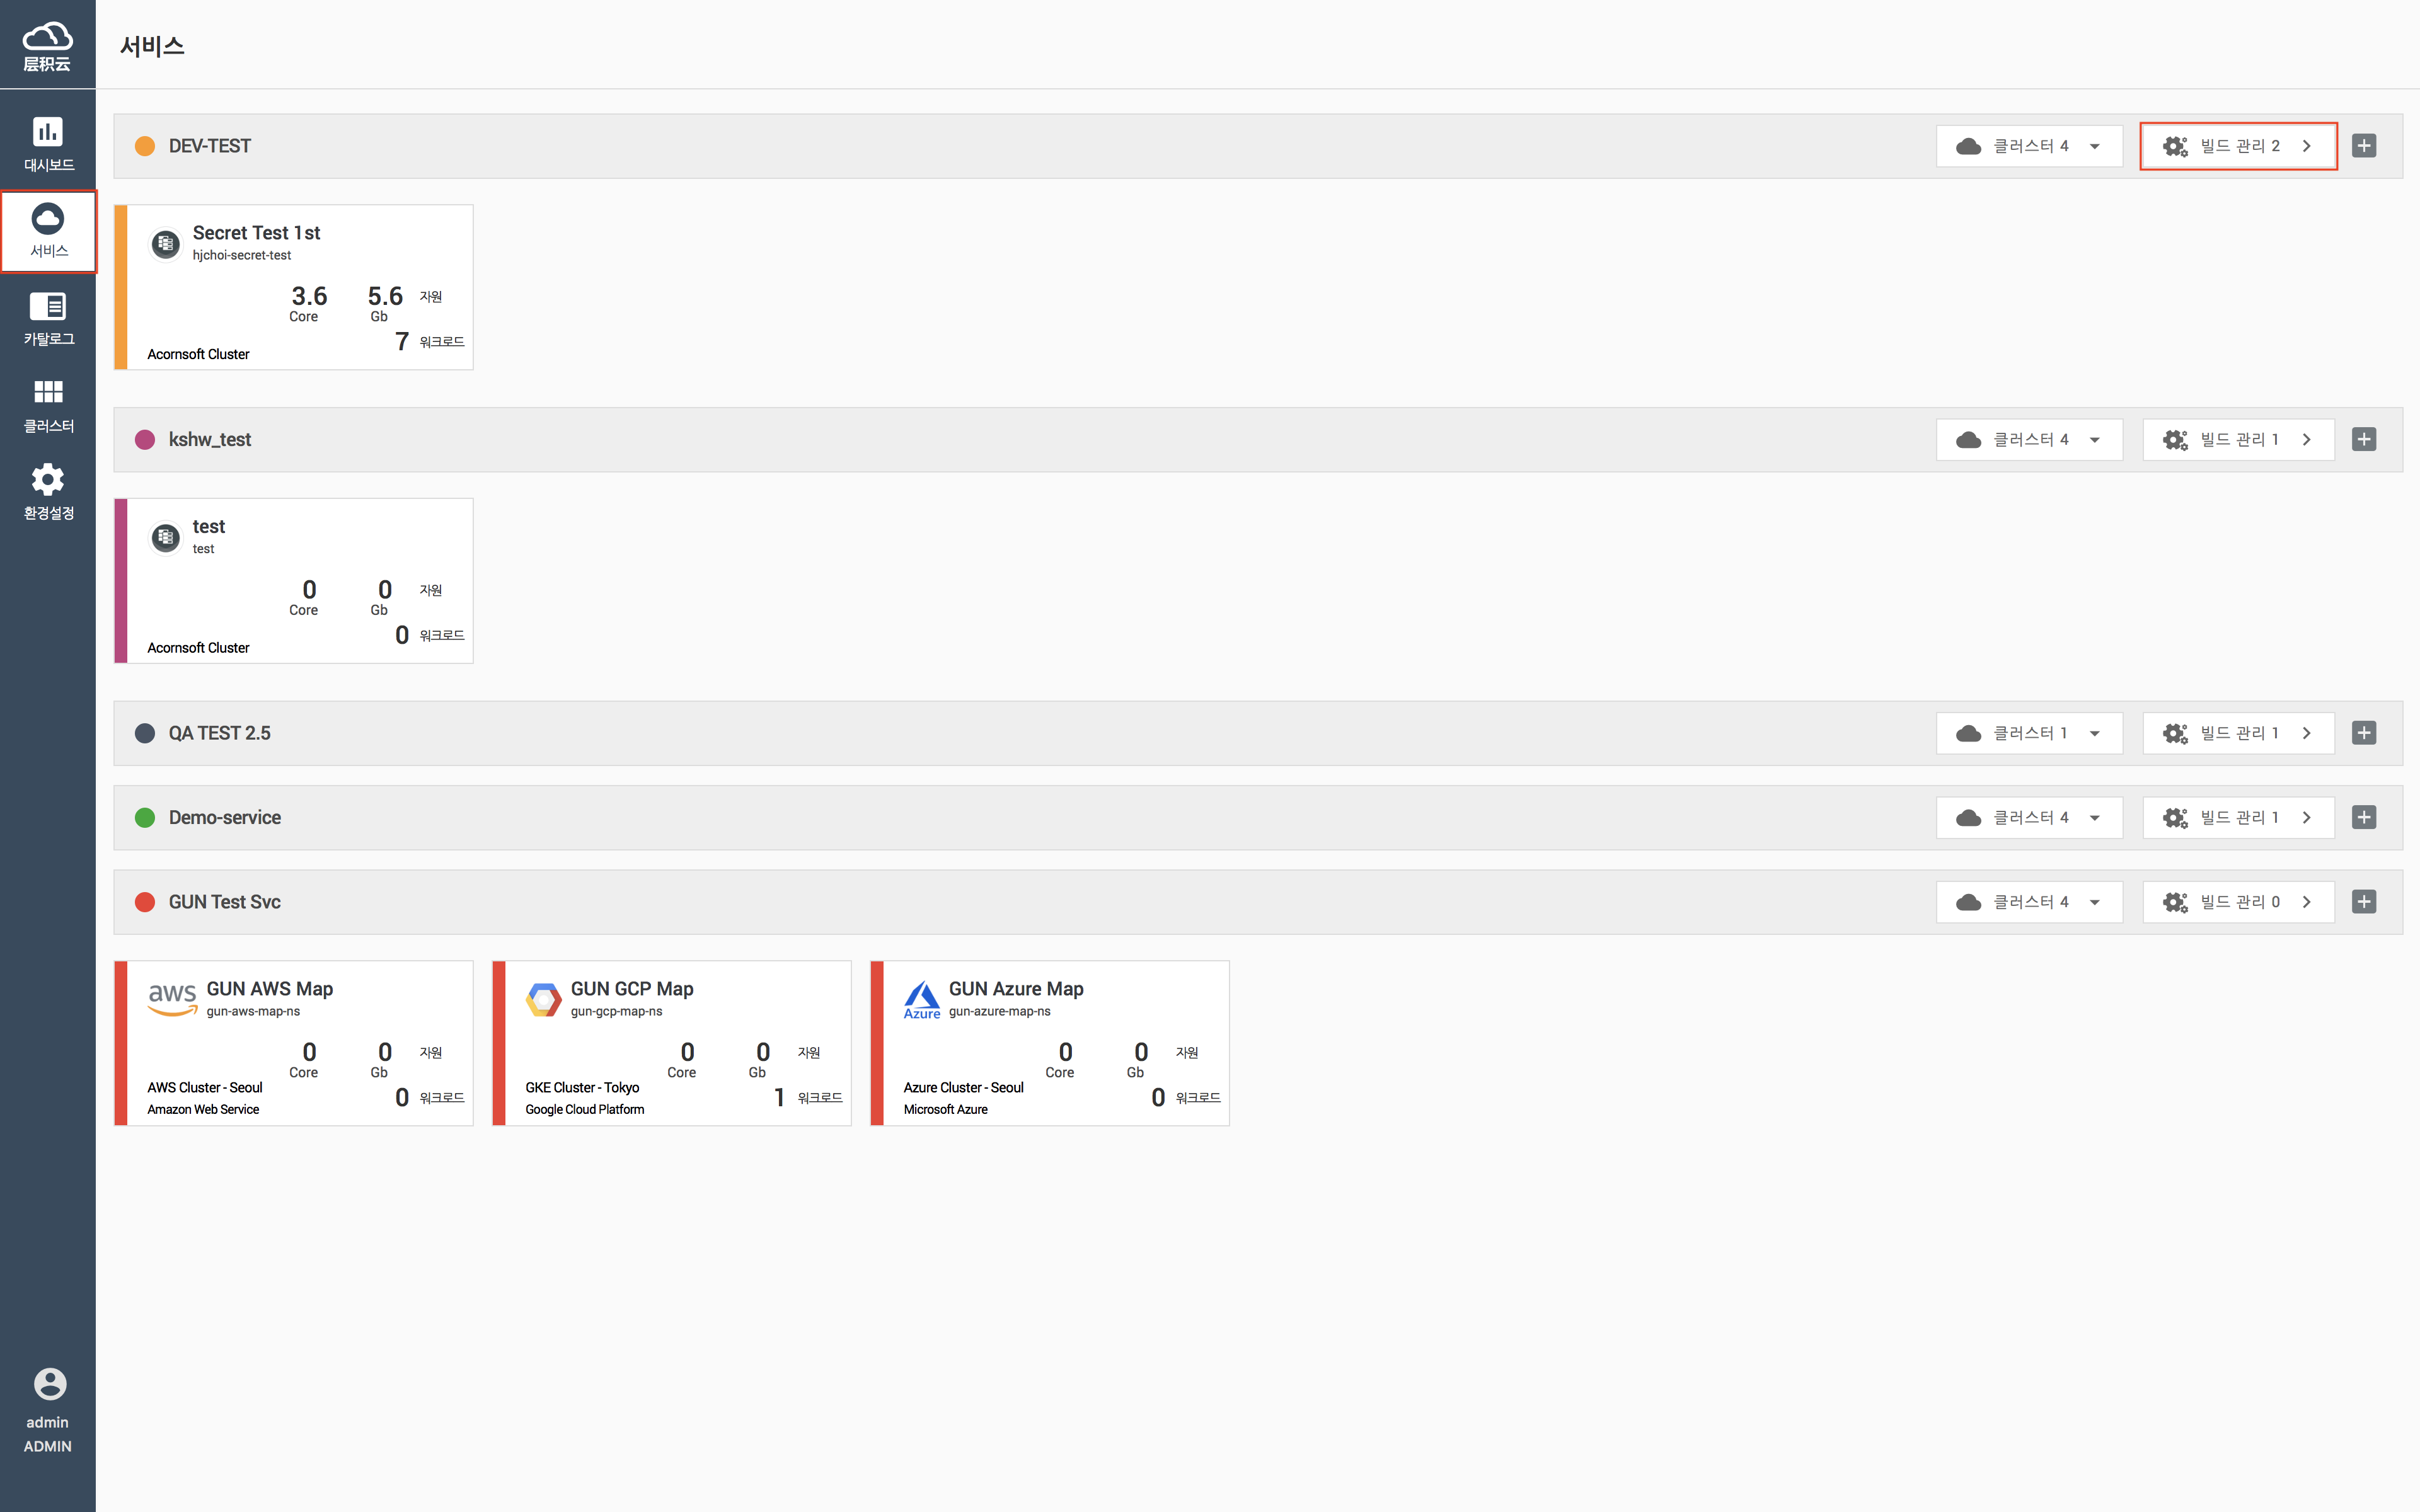 层积云
서비스
대시보드
서비스
카탈로그
클러스터
환경설정
admin
ADMIN
DEV-TEST
클러스터 4
빌드 관리 2
Secret Test 1st
hjchoi-secret-test
3.6 5.6 자원
Core Gb
7 워크로드
Acornsoft Cluster
kshw_test
클러스터 4
빌드 관리 1
test
test
0 0 자원
Core Gb
0 워크로드
Acornsoft Cluster
QA TEST 2.5
클러스터 1
빌드 관리 1
Demo-service
클러스터 4
빌드 관리 1
GUN Test Svc
클러스터 4
빌드 관리 0
aws
GUN AWS Map
gun-aws-map-ns
0 0 자원
Core Gb
AWS Cluster - Seoul
0 워크로드
Amazon Web Service
GUN GCP Map
gun-gcp-map-ns
0 0 자원
Core Gb
GKE Cluster - Tokyo
1 워크로드
Google Cloud Platform
Azure
GUN Azure Map
gun-azure-map-ns
0 0 자원
Core Gb
Azure Cluster - Seoul
0 워크로드
Microsoft Azure